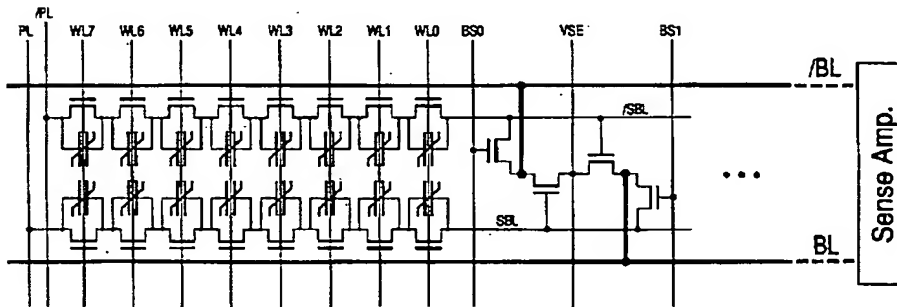 /PL
PL WL7 WL6 WL5 WL4 WL3 WL2 WL1 WL0 BS0 VSE BS1
/BL
/SBL
SBL
BL
Sense Amp.